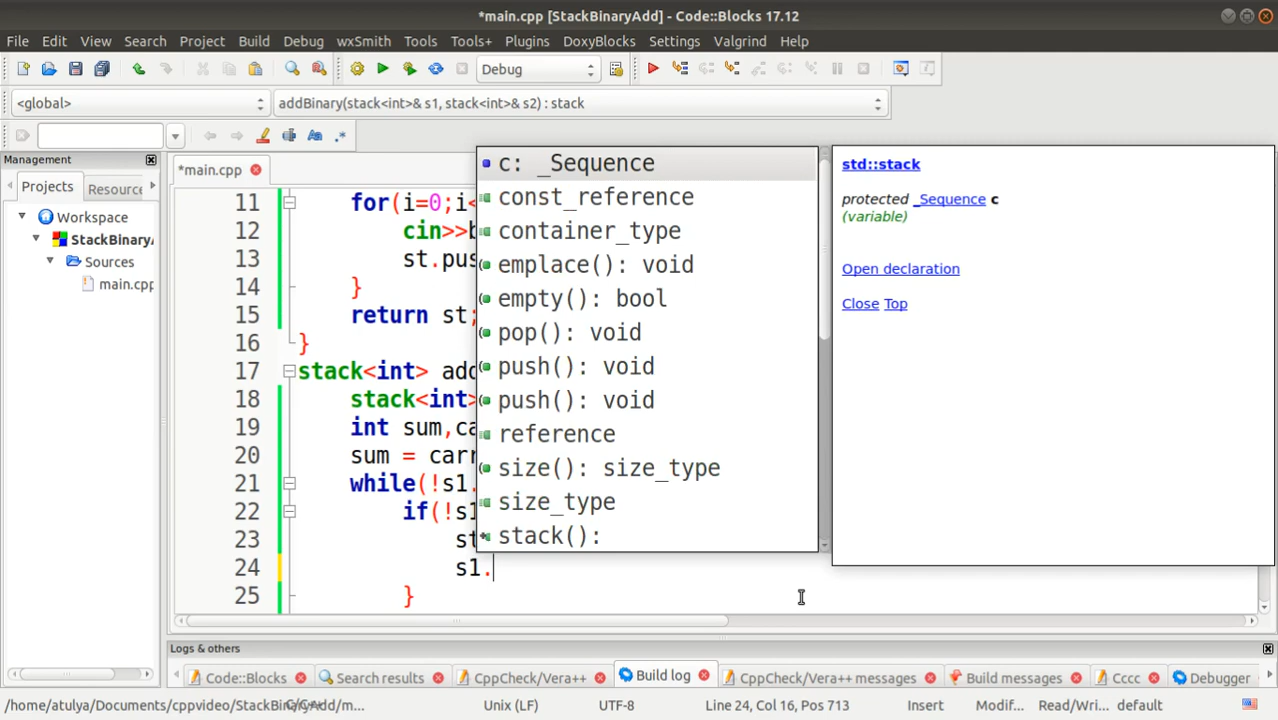 *main.cpp [StackBinaryAdd] - Code::Blocks 17.12
File Edit View Search Project Build Debug wxSmith Tools Tools+ Plugins DoxyBlocks Settings Valgrind Help
Debug
<global> addBinary(stack<int>& s1, stack<int>& s2) : stack
Management
Projects Resource
Workspace
StackBinaryA
Sources
main.cpp
*main.cpp
11 for(i=0;i<
12 cin>>b
13 st.pus
14 }
15 return st;
16 }
17 stack<int> add
18 stack<int>
19 int sum,ca
20 sum = carr
21 while(!s1.
22 if(!s1
23 st
24 s1.
25 }
c: _Sequence
const_reference
container_type
emplace(): void
empty(): bool
pop(): void
push(): void
push(): void
reference
size(): size_type
size_type
stack():
std::stack
protected _Sequence c
(variable)
Open declaration
Close Top
Logs & others
Code::Blocks Search results CppCheck/Vera++ Build log CppCheck/Vera++ messages Build messages Cccc Debugger
/home/atulya/Documents/cppvideo/StackBinaryAdd/m... C/C++ Unix (LF) UTF-8 Line 24, Col 16, Pos 713 Insert Modif... Read/Wri... default